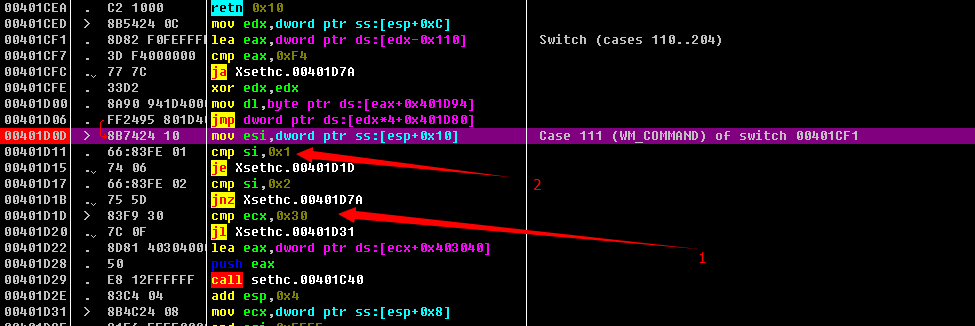 00401CEA . C2 1000 retn 0x10
00401CED > 8B5424 0C mov edx,dword ptr ss:[esp+0xC]
00401CF1 . 8D82 F0FEFFFF lea eax,dword ptr ds:[edx-0x110] Switch (cases 110..204)
00401CF7 . 3D F4000000 cmp eax,0xF4
00401CFC . 77 7C ja Xsethc.00401D7A
00401CFE . 33D2 xor edx,edx
00401D00 . 8A90 941D4000 mov dl,byte ptr ds:[eax+0x401D94]
00401D06 . FF2495 801D40 jmp dword ptr ds:[edx*4+0x401D80]
00401D0D > 8B7424 10 mov esi,dword ptr ss:[esp+0x10] Case 111 (WM_COMMAND) of switch 00401CF1
00401D11 . 66:83FE 01 cmp si,0x1
00401D15 . 74 06 je Xsethc.00401D1D
00401D17 . 66:83FE 02 cmp si,0x2 2
00401D1B . 75 5D jnz Xsethc.00401D7A
00401D1D > 83F9 30 cmp ecx,0x30
00401D20 . 7C 0F jl Xsethc.00401D31
00401D22 . 8D81 40304000 lea eax,dword ptr ds:[ecx+0x403040] 1
00401D28 . 50 push eax
00401D29 . E8 12FFFFFF call sethc.00401C40
00401D2E . 83C4 04 add esp,0x4
00401D31 > 8B4C24 08 mov ecx,dword ptr ss:[esp+0x8]